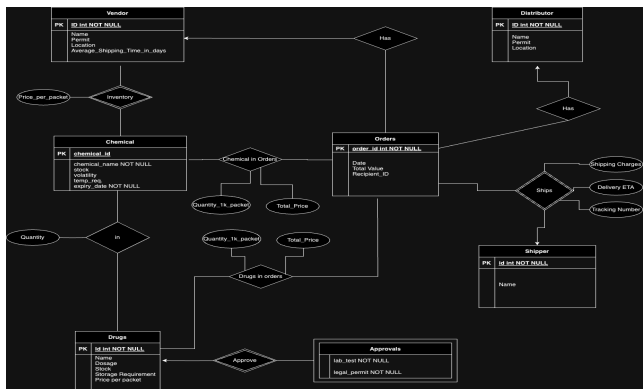 Vendor
PK ID int NOT NULL
Name
Permit
Location
Average_Shipping_Time_in_days
Has
Distributor
PK ID int NOT NULL
Name
Permit
Location
Price_per_packet
Inventory
Has
Chemical
PK chemical_id
chemical_name NOT NULL
stock
volatility
temp_req.
expiry_date NOT NULL
Chemical in Orders
Quantity_1k_packet
Total_Price
Orders
PK order_id int NOT NULL
Date
Total Value
Recipient_ID
Shipping Charges
Ships
Delivery ETA
Tracking Number
Quantity
in
Quantity_1k_packet
Total_Price
Drugs in orders
Shipper
PK id int NOT NULL
Name
Drugs
PK Id int NOT NULL
Name
Dosage
Stock
Storage Requirement
Price per packet
Approve
Approvals
lab_test NOT NULL
legal_permit NOT NULL